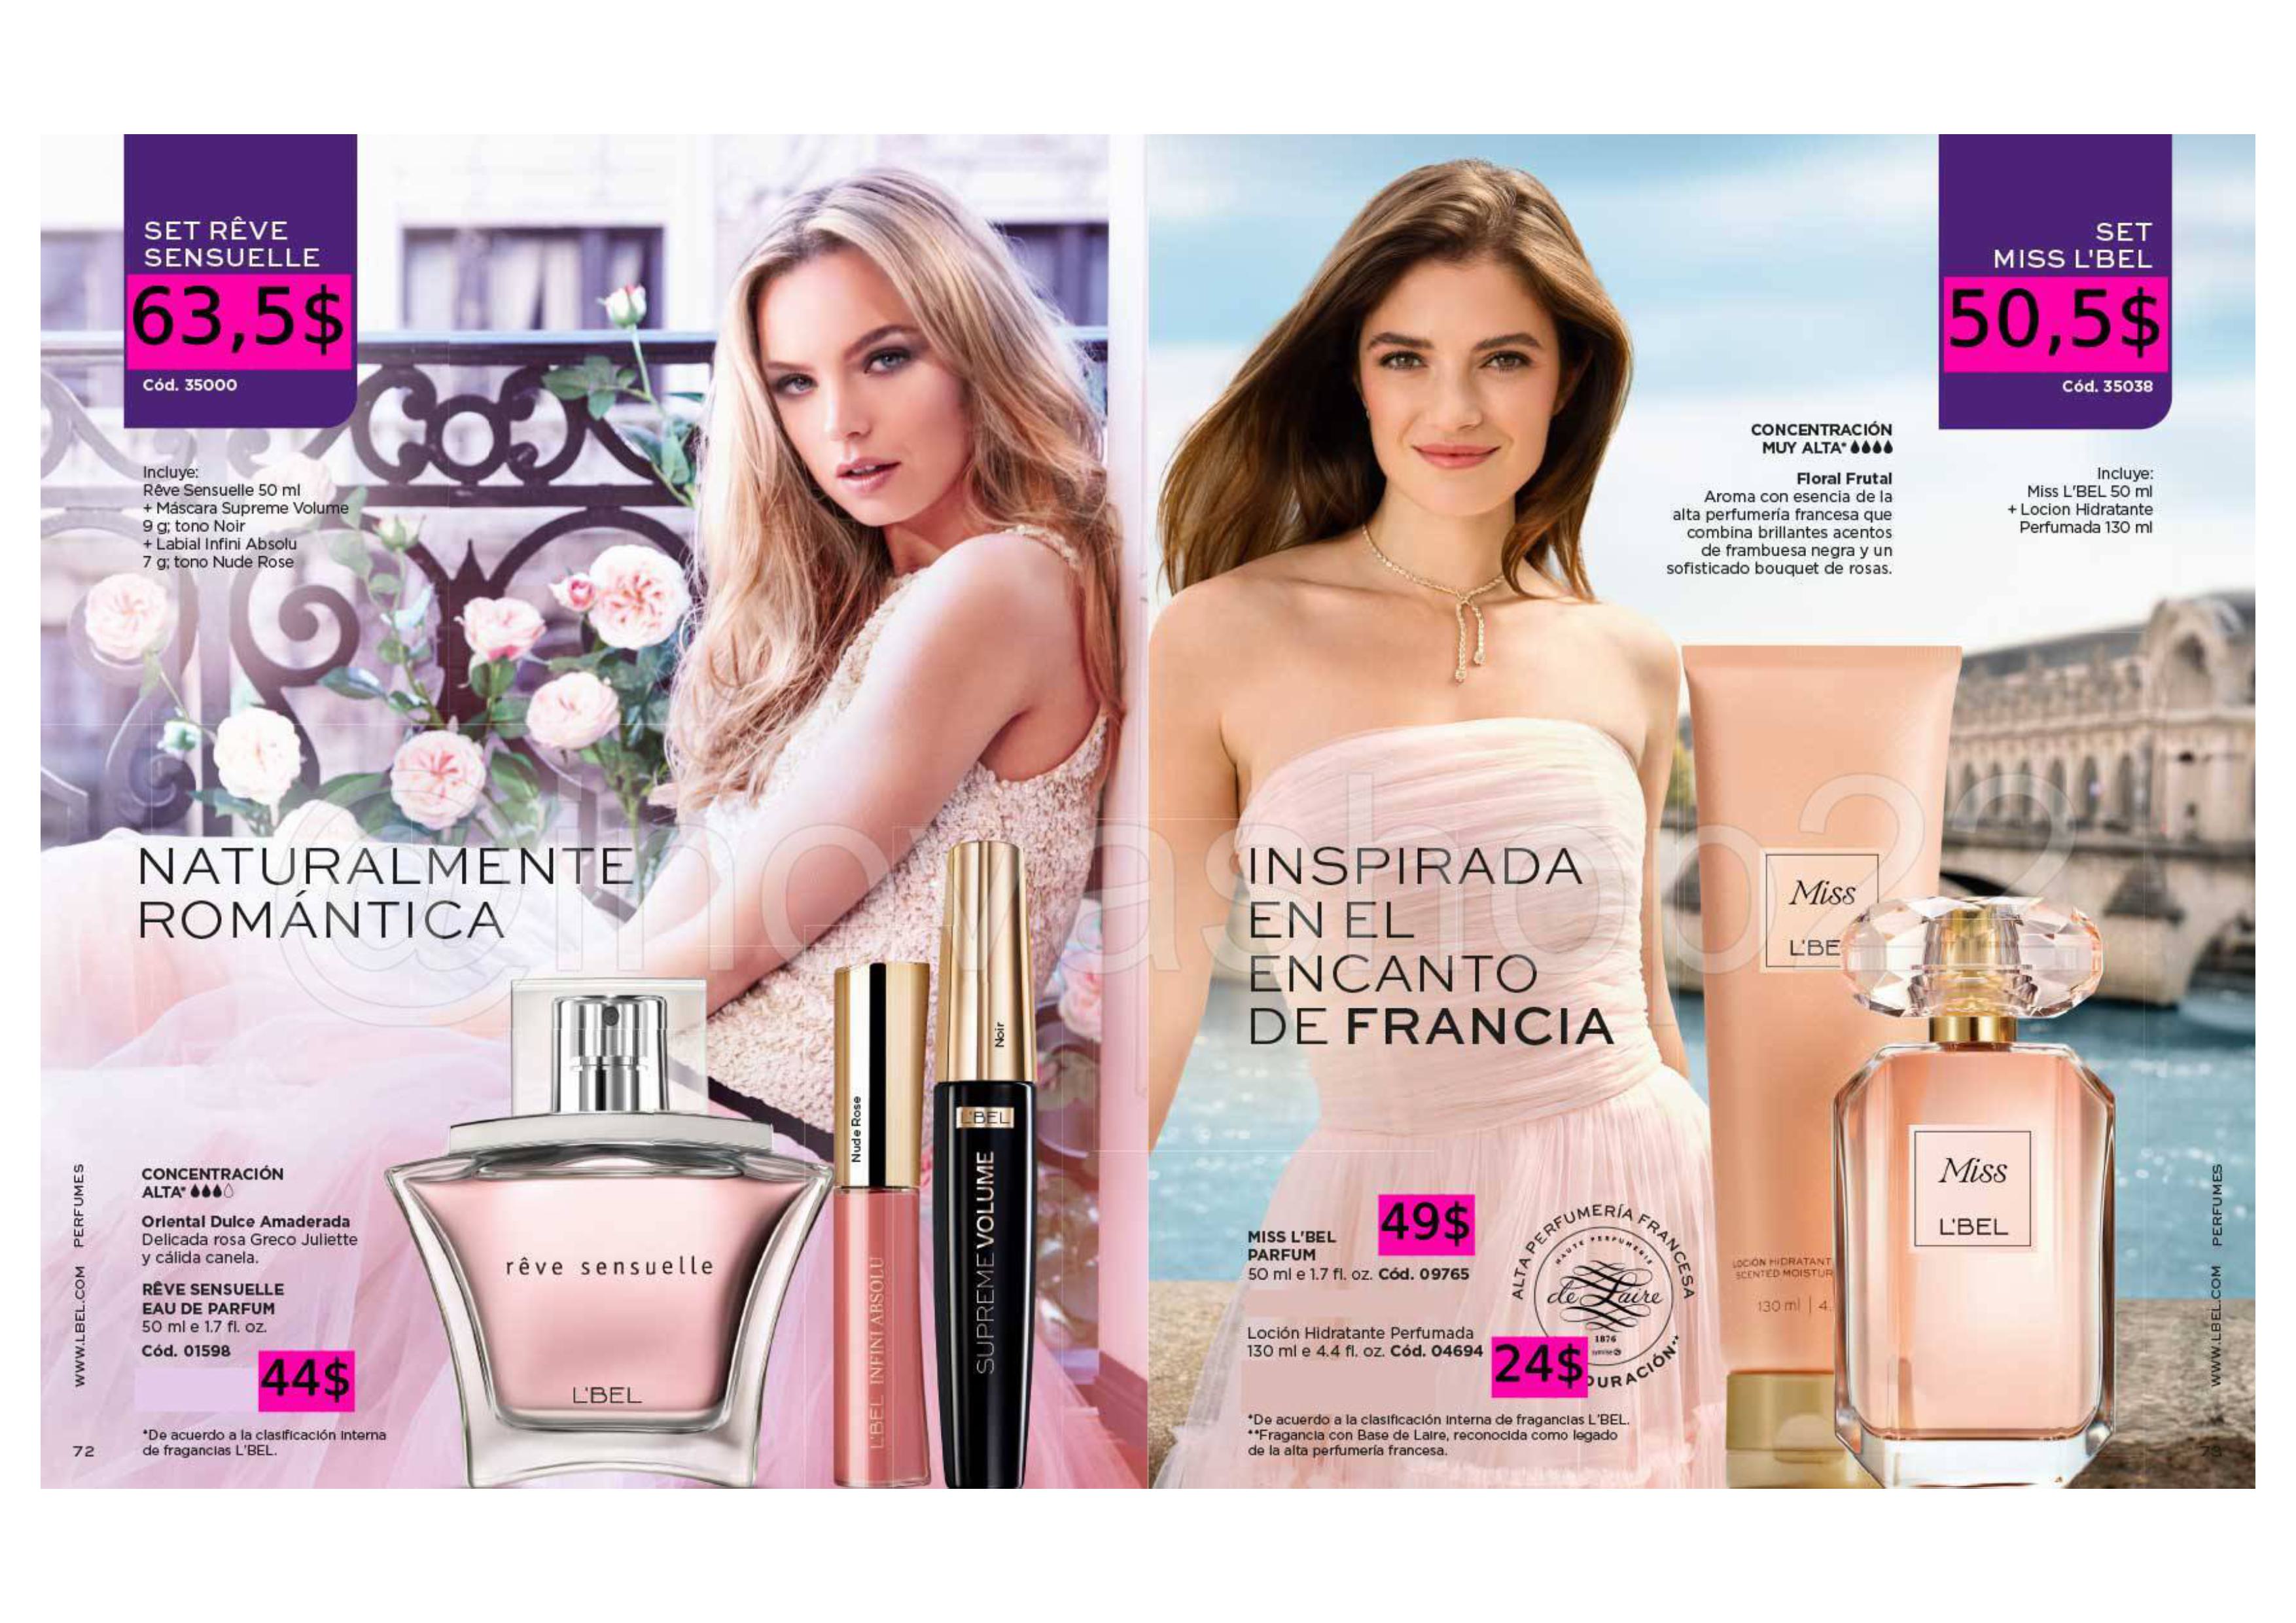 SET RÊVE
SENSUELLE
63,5$
Cód. 35000
Incluye:
Rêve Sensuelle 50 ml
+ Máscara Supreme Volume
9 g; tono Noir
+ Labial Infini Absolu
7 g; tono Nude Rose
NATURALMENTE
ROMÁNTICA
CONCENTRACIÓN
ALTA*
Oriental Dulce Amaderada
Delicada rosa Greco Juliette
y cálida canela.
RÊVE SENSUELLE
EAU DE PARFUM
50 ml e 1.7 fl. oz.
Cód. 01598
44$
*De acuerdo a la clasificación interna
de fragancias L'BEL.
72
WWW.LBEL.COM PERFUMES
rêve sensuelle
L'BEL
Nude Rose
L'BEL INFINI ABSOLU
Noir
L'BEL
SUPREME VOLUME
@inovashop22
SET
MISS L'BEL
50,5$
Cód. 35038
Incluye:
Miss L'BEL 50 ml
+ Locion Hidratante
Perfumada 130 ml
CONCENTRACIÓN
MUY ALTA*
Floral Frutal
Aroma con esencia de la
alta perfumería francesa que
combina brillantes acentos
de frambuesa negra y un
sofisticado bouquet de rosas.
INSPIRADA
EN EL
ENCANTO
DE FRANCIA
MISS L'BEL
PARFUM
50 ml e 1.7 fl. oz. Cód. 09765
49$
Loción Hidratante Perfumada
130 ml e 4.4 fl. oz. Cód. 04694
24$
ALTA PERFUMERÍA FRANCESA
HAUTE PERFUMERIE
de Laire
1876
DURACIÓN**
*De acuerdo a la clasificación interna de fragancias L'BEL.
**Fragancia con Base de Laire, reconocida como legado
de la alta perfumería francesa.
Miss
L'BE
LOCIÓN HIDRATANT
SCENTED MOISTUR
130 ml | 4.
Miss
L'BEL
WWW.LBEL.COM PERFUMES
73